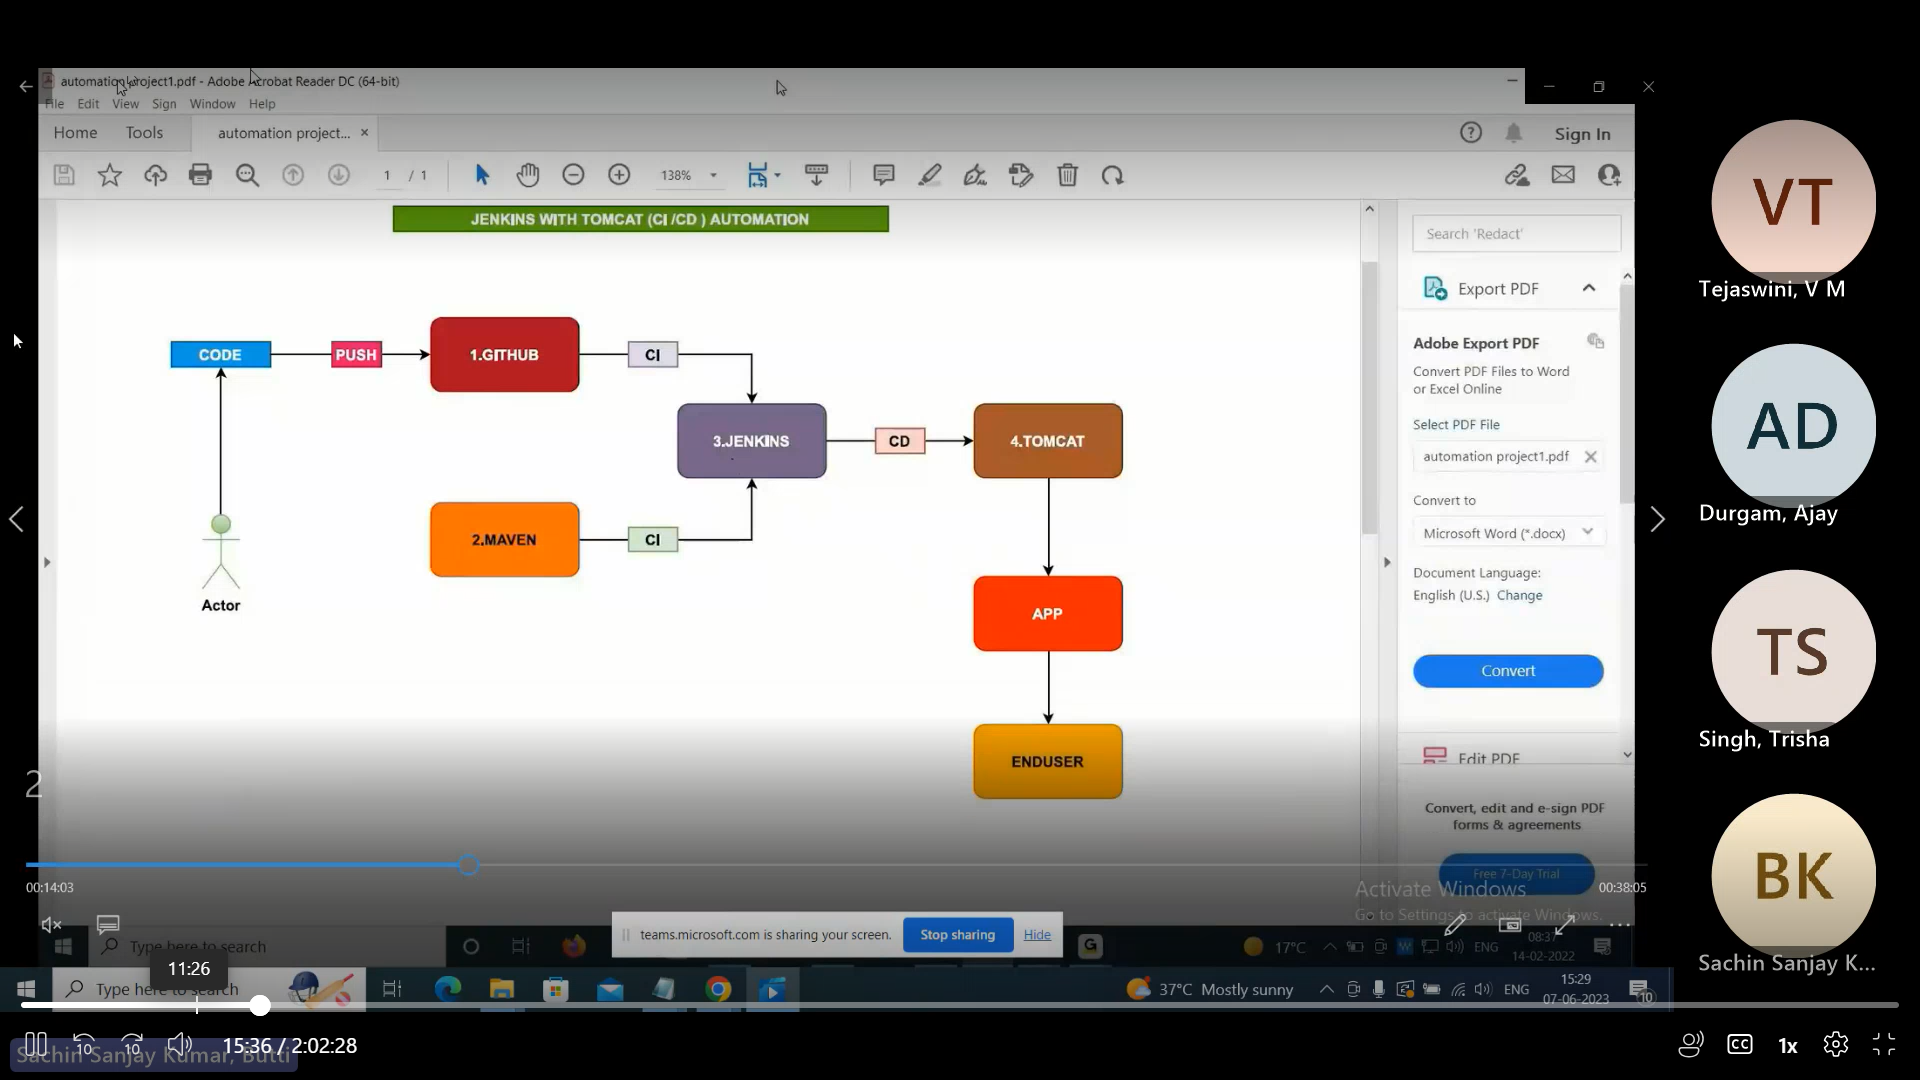 automation project1.pdf - Adobe Acrobat Reader DC (64-bit)
File Edit View Sign Window Help
Home Tools automation project... × Sign In
1 / 1 138%
JENKINS WITH TOMCAT (CI /CD ) AUTOMATION
CODE PUSH 1.GITHUB CI
3.JENKINS CD 4.TOMCAT
2.MAVEN CI
Actor
APP
ENDUSER
Search 'Redact'
Export PDF
Adobe Export PDF
Convert PDF Files to Word
or Excel Online
Select PDF File
automation project1.pdf
Convert to
Microsoft Word (*.docx)
Document Language:
English (U.S.) Change
Convert
Edit PDF
Convert, edit and e-sign PDF
forms & agreements
Free 7-Day Trial
VT
Tejaswini, V M
AD
Durgam, Ajay
TS
Singh, Trisha
BK
Sachin Sanjay K...
2
00:14:03 00:38:05
Activate Windows
Go to Settings to activate Windows.
teams.microsoft.com is sharing your screen. Stop sharing Hide
Type here to search G 17°C ENG 08:37
14-02-2022
11:26
Type here to search 37°C Mostly sunny ENG 15:29
07-06-2023 10
10 10 15:36 / 2:02:28 CC 1x
Sachin Sanjay Kumar, Butti